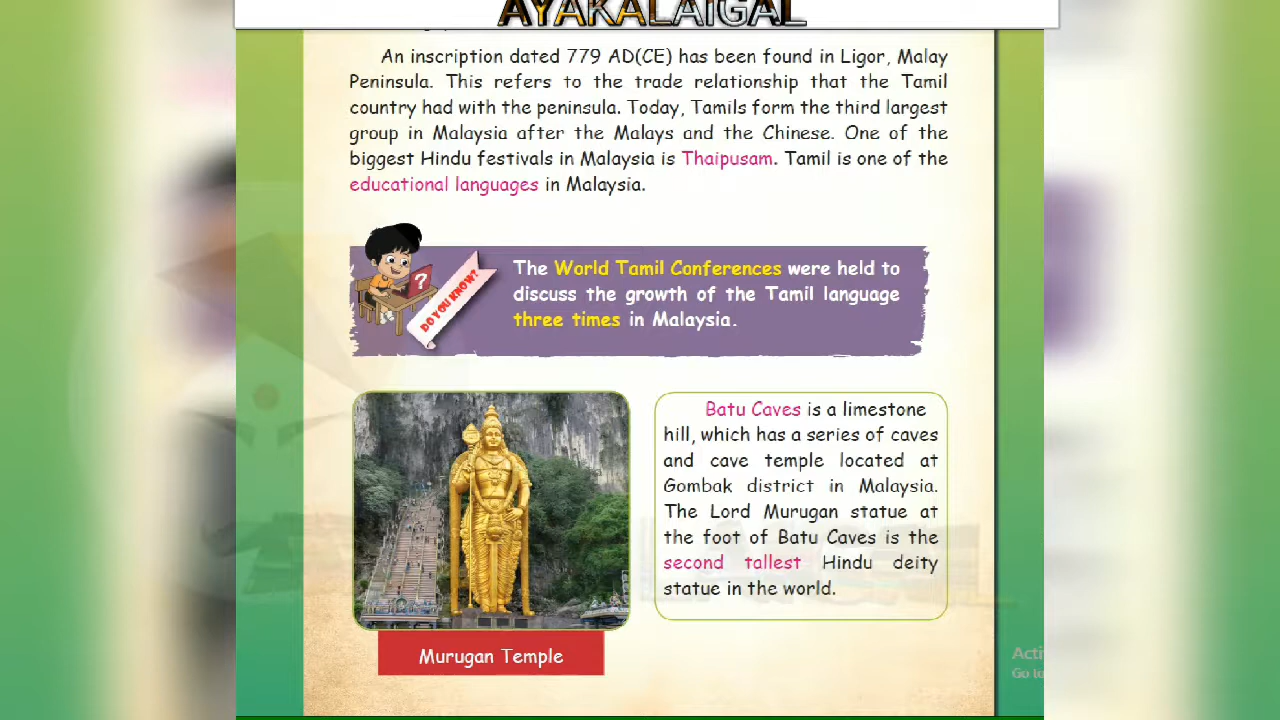 AYAKALAIGAL
An inscription dated 779 AD(CE) has been found in Ligor, Malay
Peninsula. This refers to the trade relationship that the Tamil
country had with the peninsula. Today, Tamils form the third largest
group in Malaysia after the Malays and the Chinese. One of the
biggest Hindu festivals in Malaysia is Thaipusam. Tamil is one of the
educational languages in Malaysia.
?
DO YOU KNOW?
The World Tamil Conferences were held to
discuss the growth of the Tamil language
three times in Malaysia.
Batu Caves is a limestone
hill, which has a series of caves
and cave temple located at
Gombak district in Malaysia.
The Lord Murugan statue at
the foot of Batu Caves is the
second tallest Hindu deity
statue in the world.
Murugan Temple
Acti
Go to